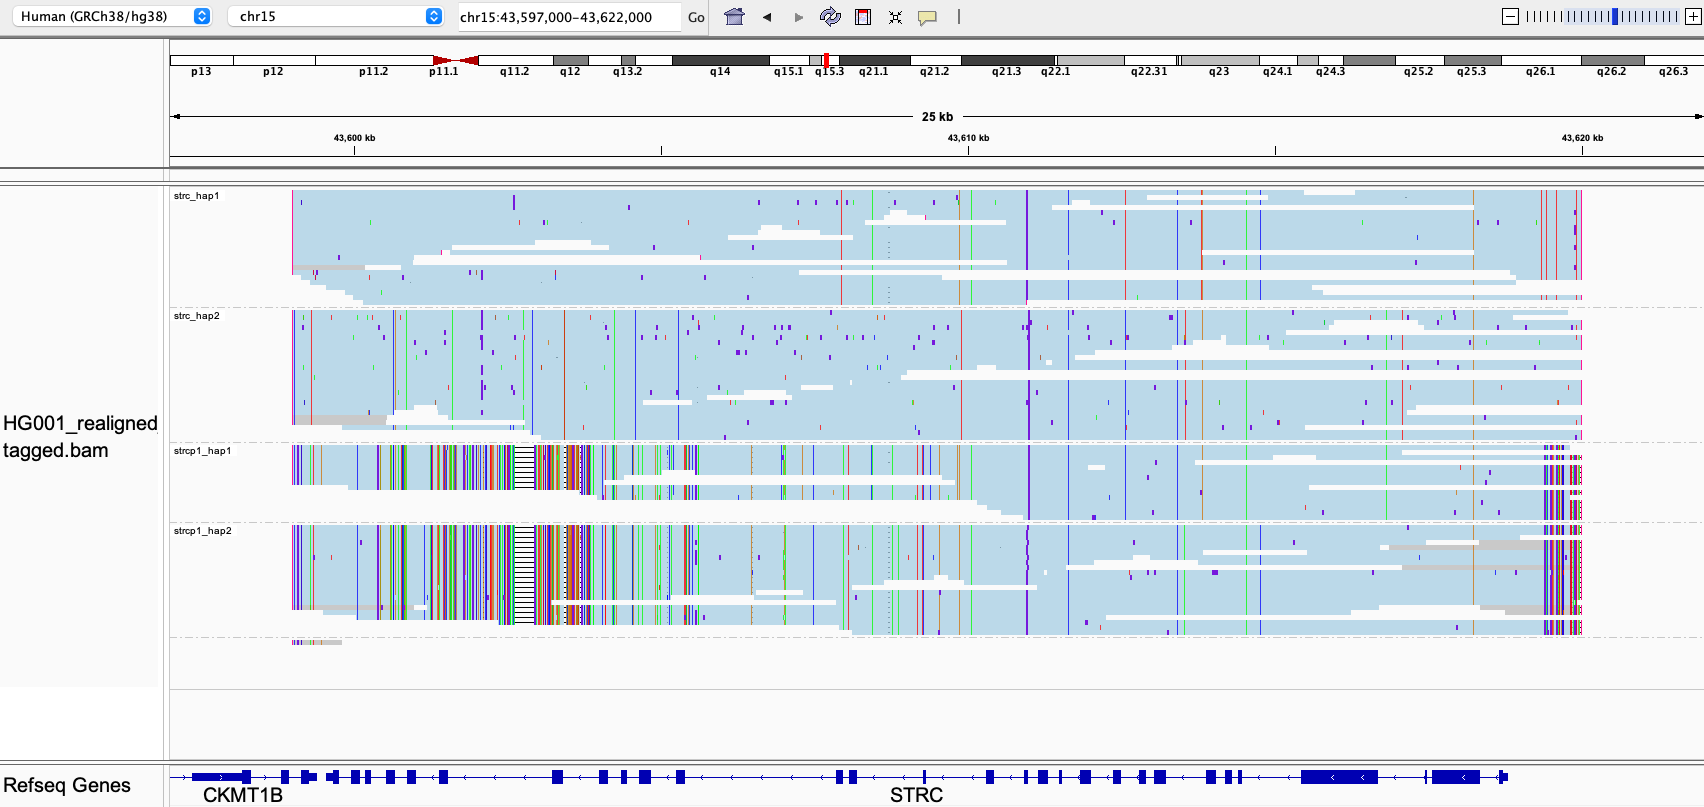 Human (GRCh38/hg38) chr15 chr15:43,597,000-43,622,000 Go
p13 p12 p11.2 p11.1 q11.2 q12 q13.2 q14 q15.1 q15.3 q21.1 q21.2 q21.3 q22.1 q22.31 q23 q24.1 q24.3 q25.2 q25.3 q26.1 q26.2 q26.3
25 kb
43,600 kb 43,610 kb 43,620 kb
strc_hap1
strc_hap2
HG001_realigned_
tagged.bam
strcp1_hap1
strcp1_hap2
Refseq Genes
CKMT1B STRC